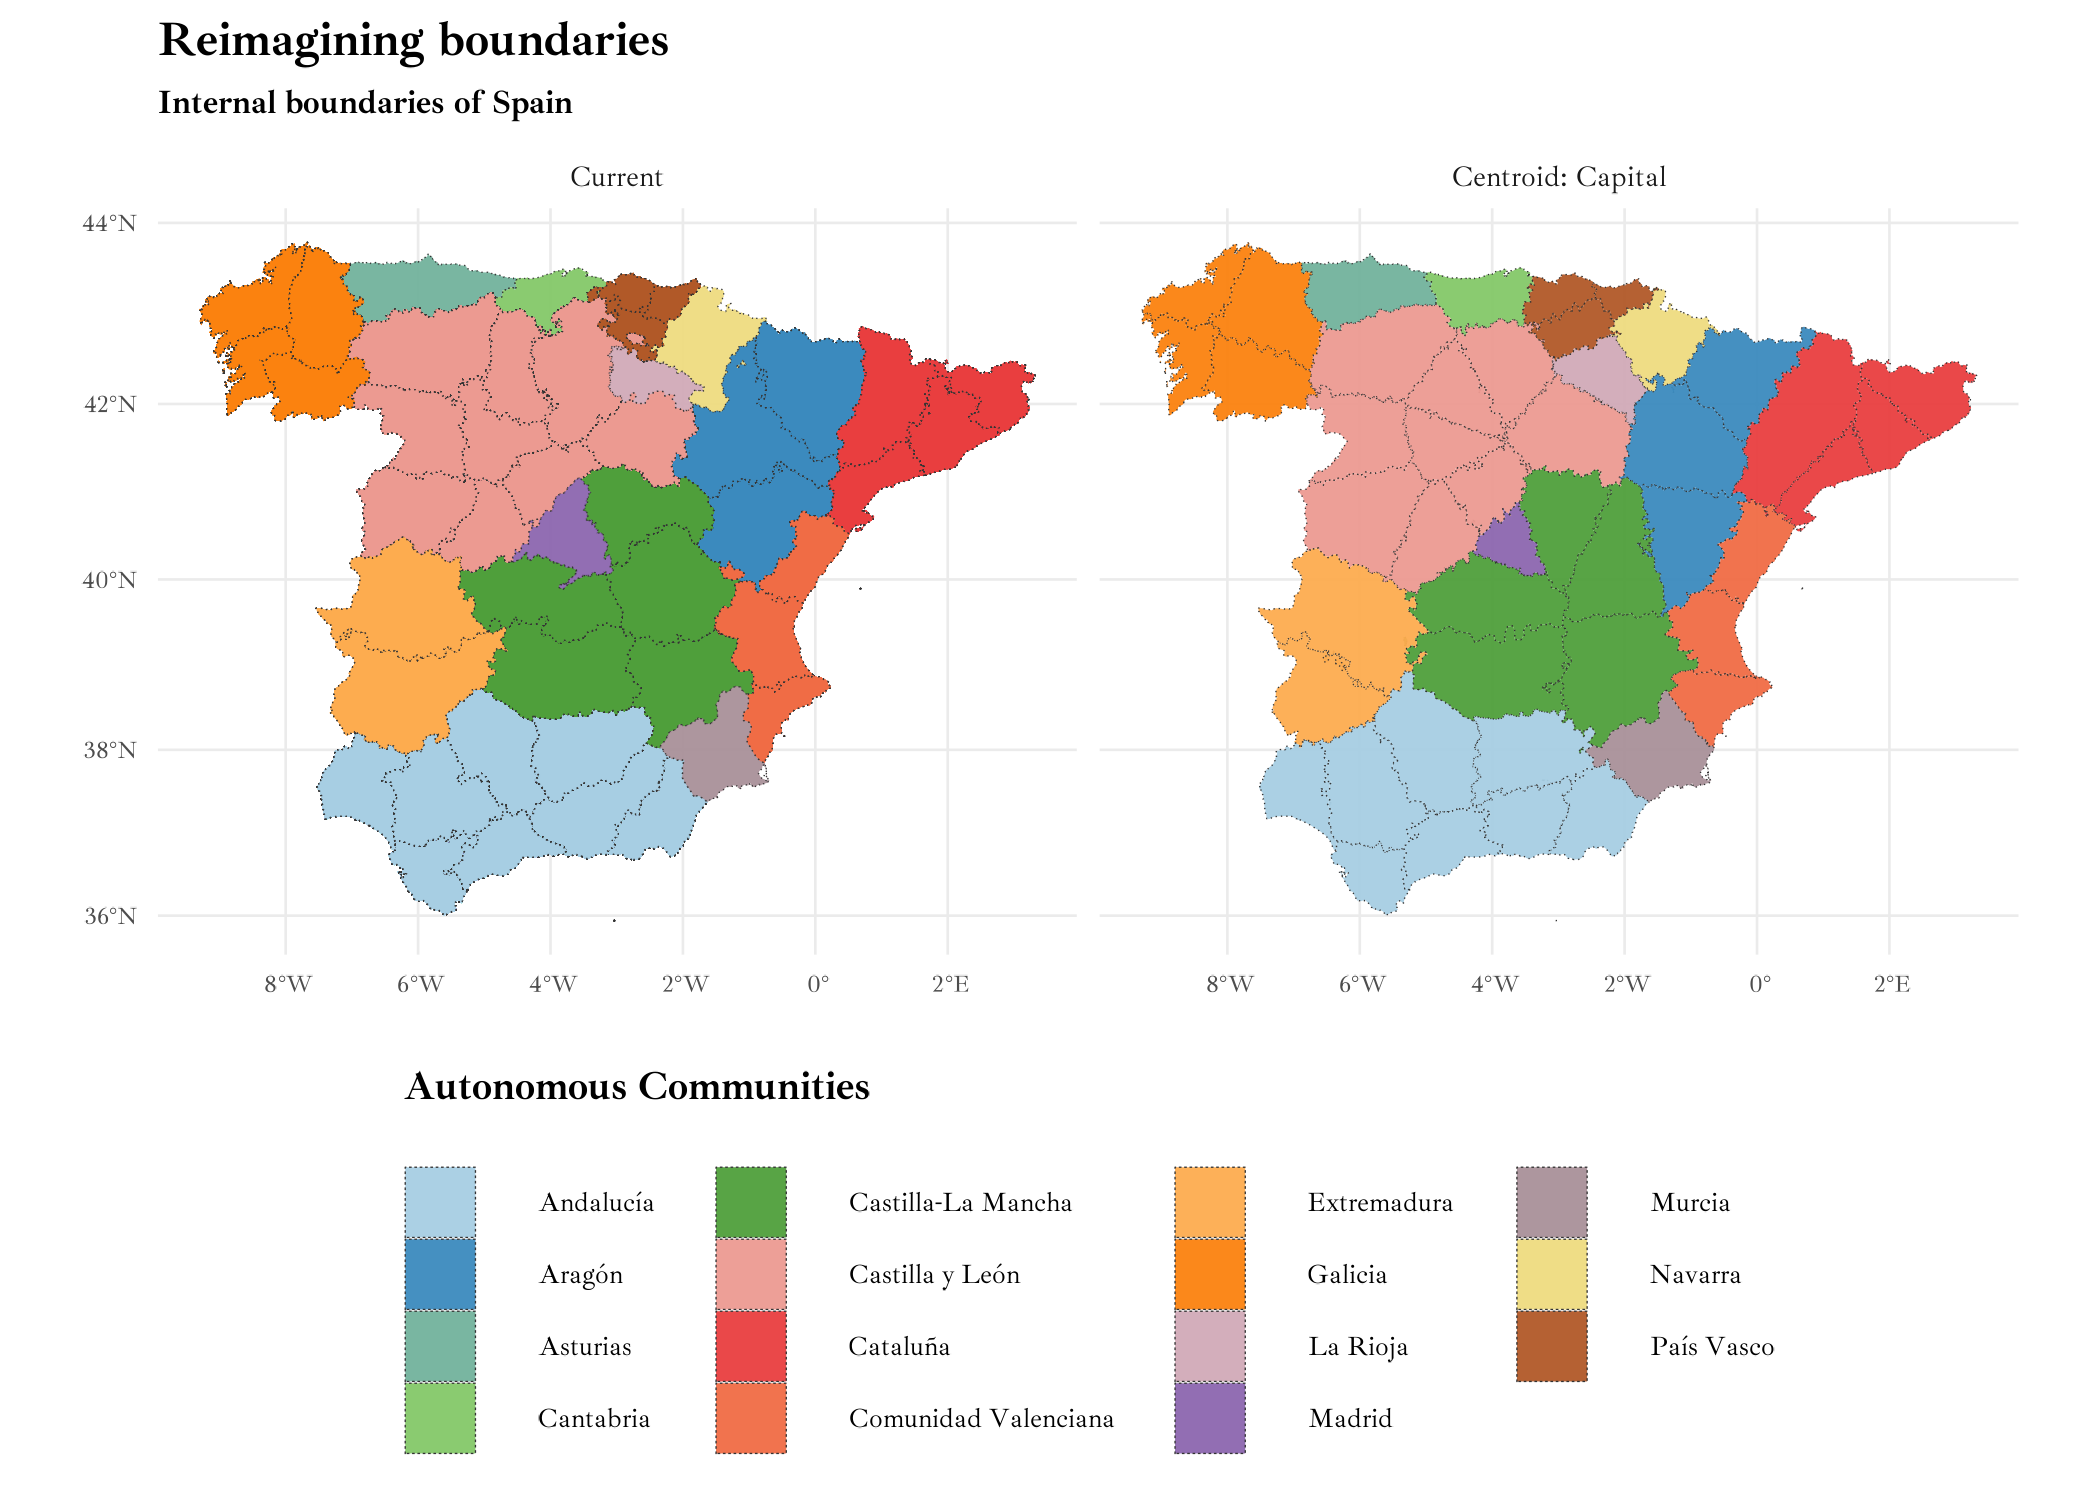 Reimagining boundaries
Internal boundaries of Spain
Current
Centroid: Capital
44°N
42°N
40°N
38°N
36°N
8°W 6°W 4°W 2°W 0° 2°E
8°W 6°W 4°W 2°W 0° 2°E
Autonomous Communities
Andalucía
Aragón
Asturias
Cantabria
Castilla-La Mancha
Castilla y León
Cataluña
Comunidad Valenciana
Extremadura
Galicia
La Rioja
Madrid
Murcia
Navarra
País Vasco